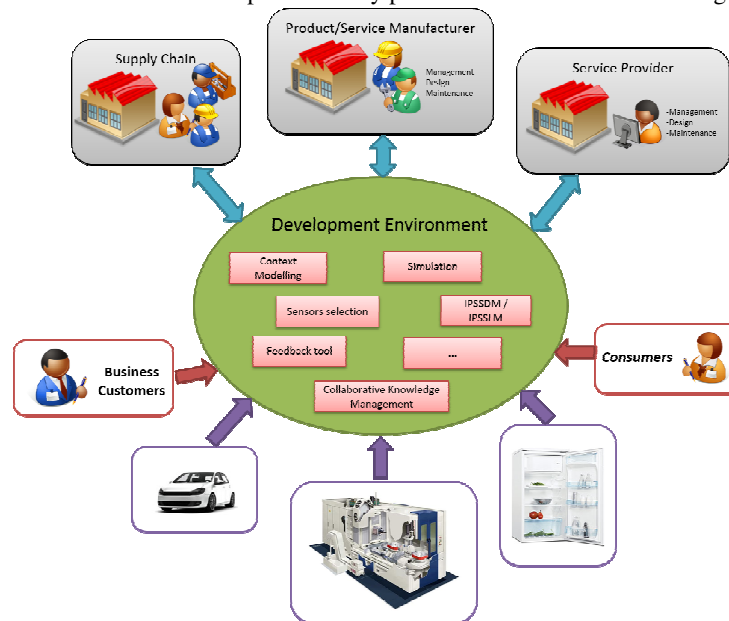 Product/Service Manufacturer
Management
Design
Maintenance
Supply Chain
Service Provider
-Management
-Design
-Maintenance
Development Environment
Context
Modelling
Simulation
Sensors selection
IPSSDM /
IPSSLM
Feedback tool
...
Collaborative Knowledge
Management
Business
Customers
Consumers